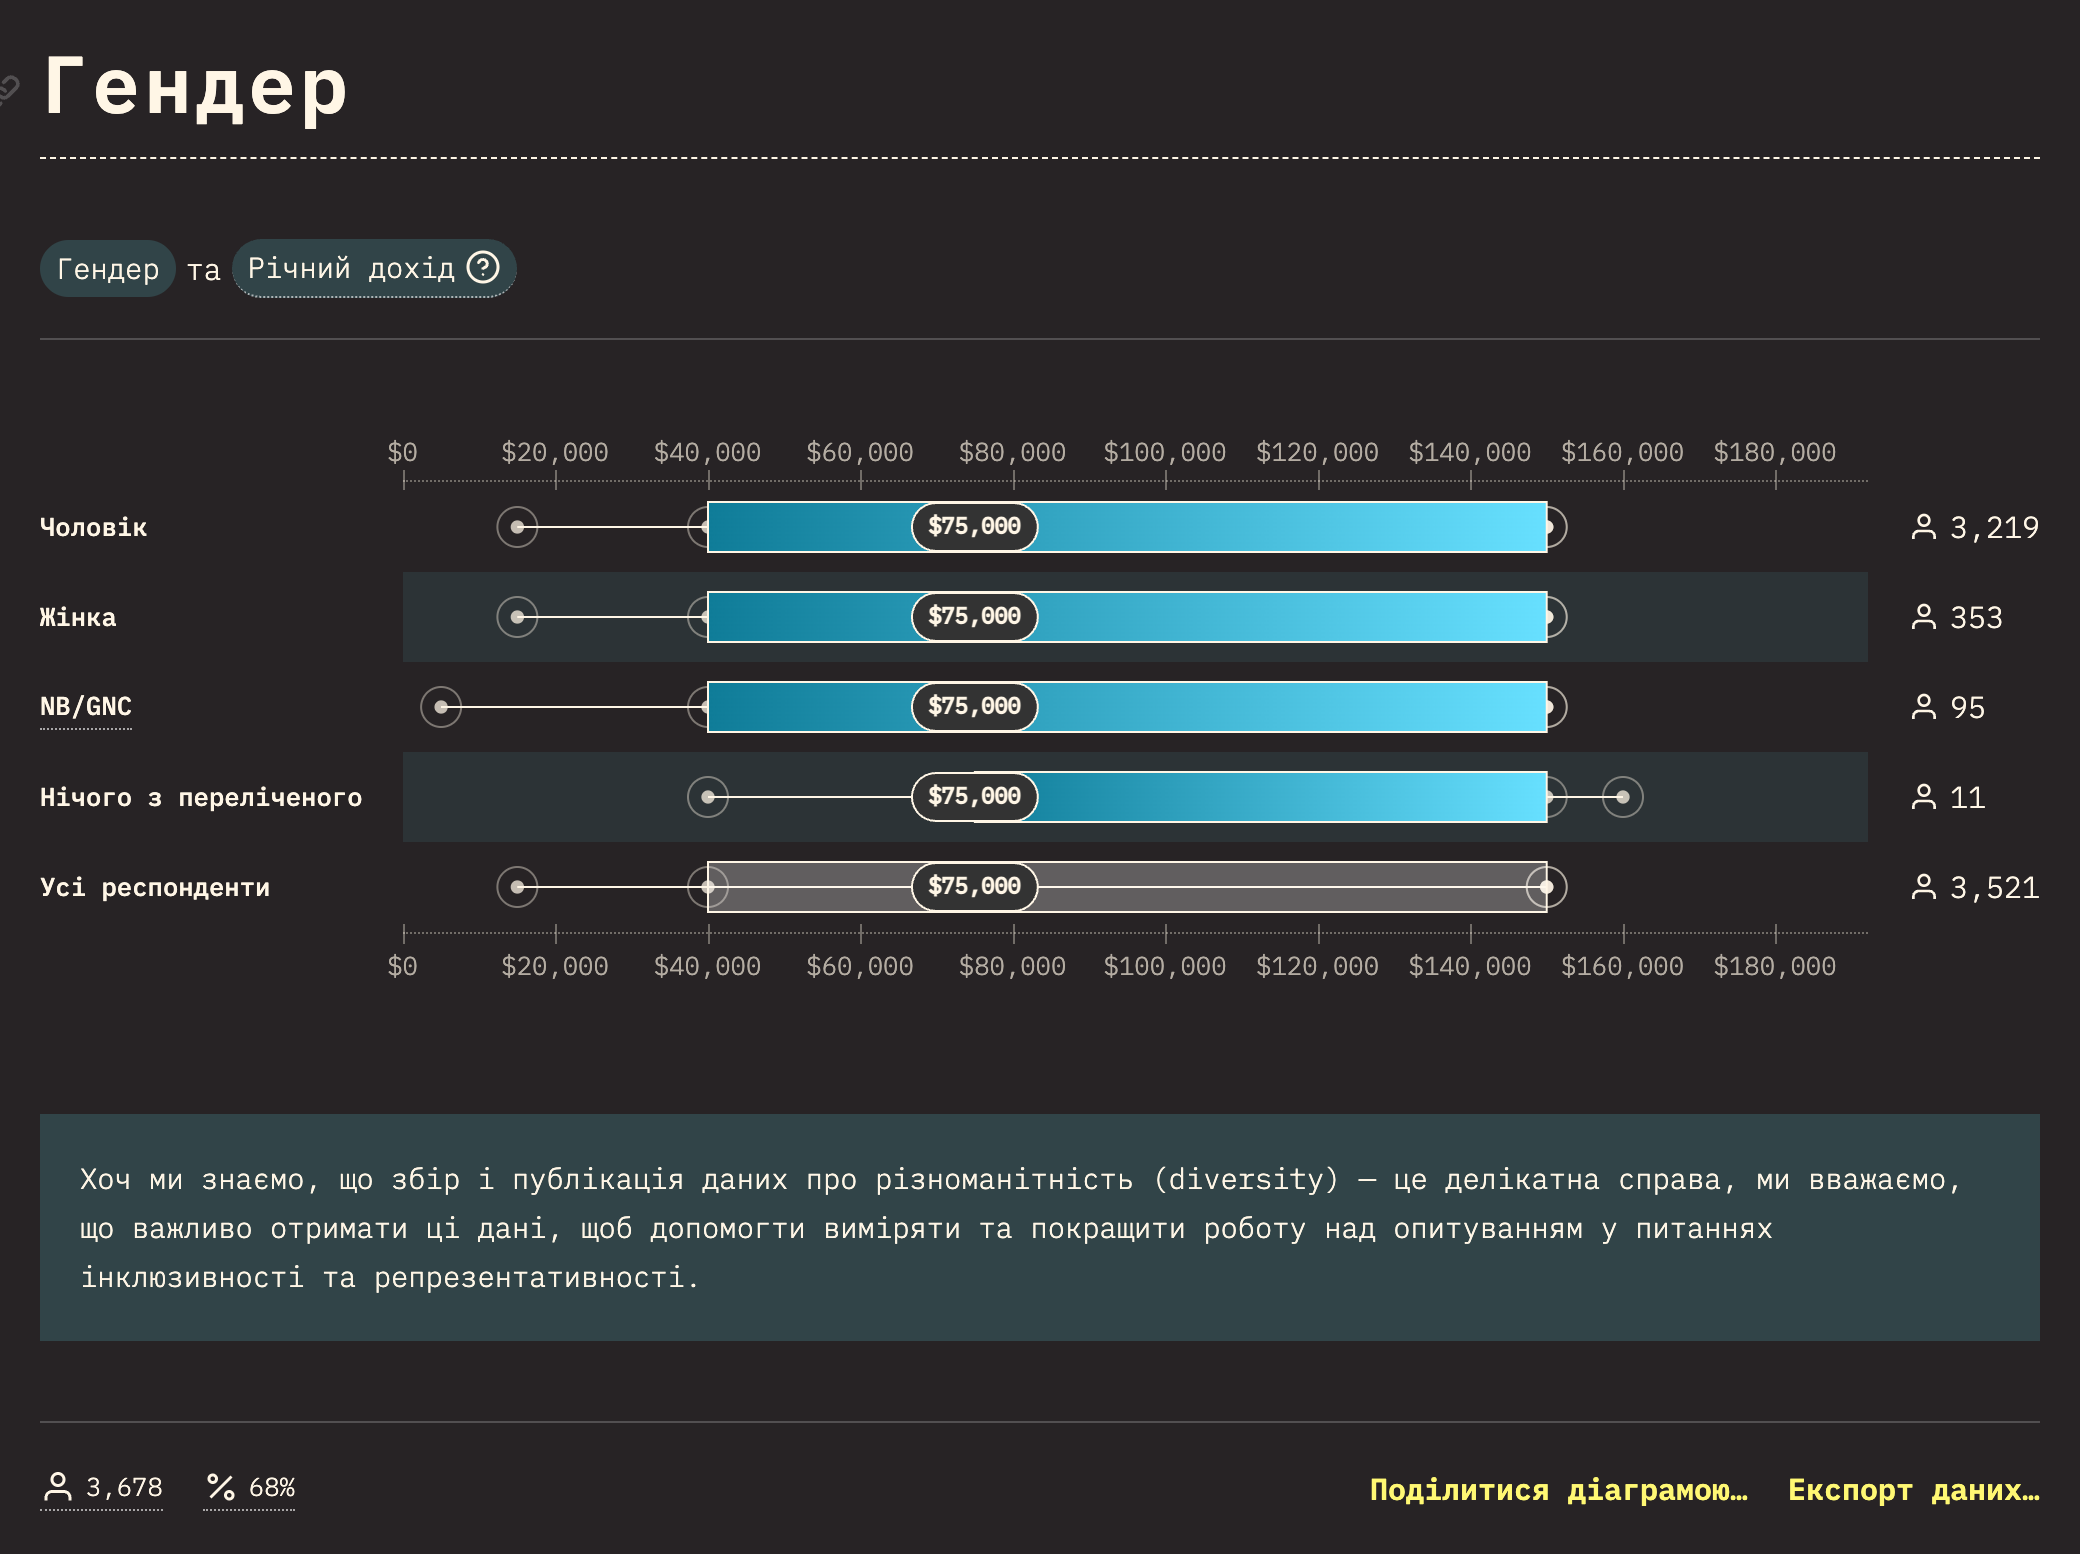 Гендер
Гендер та Річний дохід
$0 $20,000 $40,000 $60,000 $80,000 $100,000 $120,000 $140,000 $160,000 $180,000
Чоловік $75,000 3,219
Жінка $75,000 353
NB/GNC $75,000 95
Нічого з переліченого $75,000 11
Усі респонденти $75,000 3,521
$0 $20,000 $40,000 $60,000 $80,000 $100,000 $120,000 $140,000 $160,000 $180,000
Хоч ми знаємо, що збір і публікація даних про різноманітність (diversity) — це делікатна справа, ми вважаємо,
що важливо отримати ці дані, щоб допомогти виміряти та покращити роботу над опитуванням у питаннях
інклюзивності та репрезентативності.
3,678 68% Поділитися діаграмою… Експорт даних…